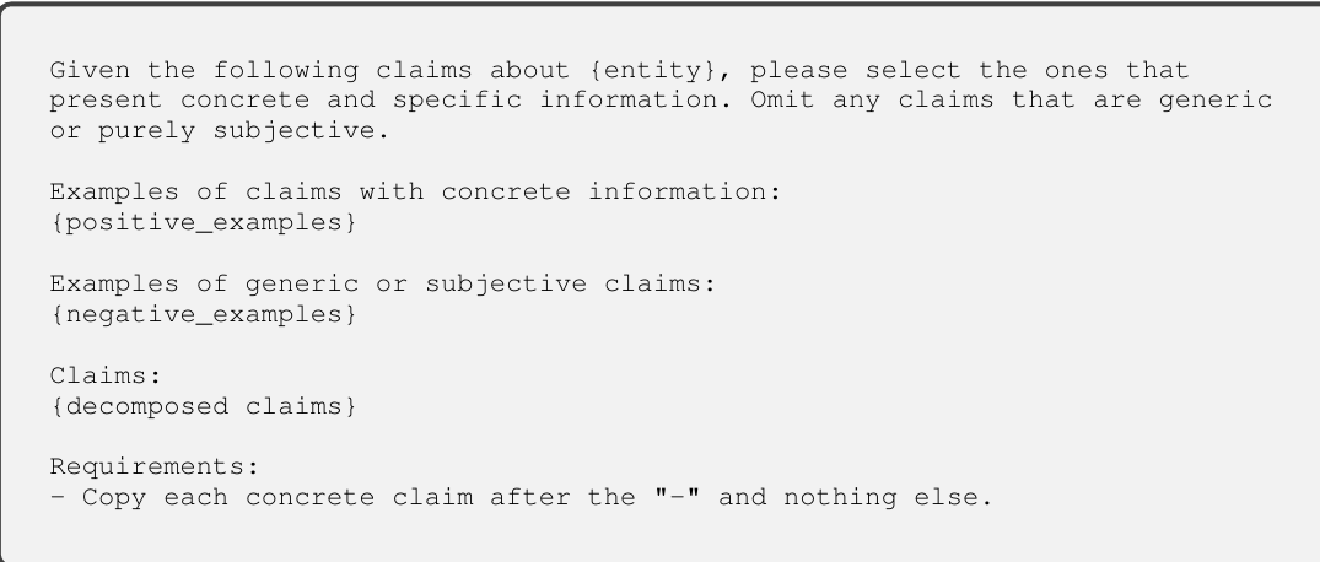 Given the following claims about {entity}, please select the ones that
present concrete and specific information. Omit any claims that are generic
or purely subjective.
Examples of claims with concrete information:
{positive_examples}
Examples of generic or subjective claims:
{negative_examples}
Claims:
{decomposed claims}
Requirements:
- Copy each concrete claim after the "-" and nothing else.